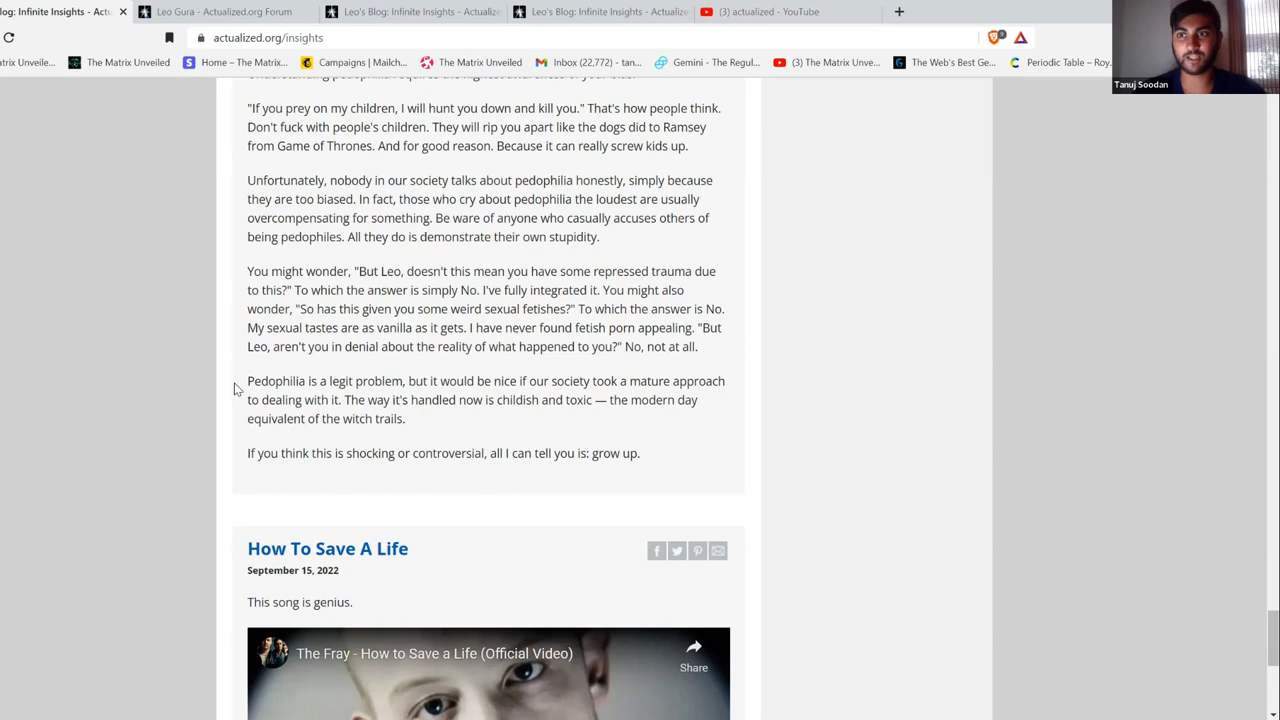 og: Infinite Insights - Actu
Leo Gura - Actualized.org Forum
Leo's Blog: Infinite Insights – Actualize
Leo's Blog: Infinite Insights – Actualize
(3) actualized - YouTube
actualized.org/insights
Matrix Unveile...
The Matrix Unveiled
Home – The Matrix...
Campaigns | Mailch...
The Matrix Unveiled
Inbox (22,772) - tan...
Gemini - The Regul...
(3) The Matrix Unve...
The Web's Best Ge...
Periodic Table – Roy...
Tanuj Soodan
"If you prey on my children, I will hunt you down and kill you." That's how people think.
Don't fuck with people's children. They will rip you apart like the dogs did to Ramsey
from Game of Thrones. And for good reason. Because it can really screw kids up.
Unfortunately, nobody in our society talks about pedophilia honestly, simply because
they are too biased. In fact, those who cry about pedophilia the loudest are usually
overcompensating for something. Be ware of anyone who casually accuses others of
being pedophiles. All they do is demonstrate their own stupidity.
You might wonder, "But Leo, doesn't this mean you have some repressed trauma due
to this?" To which the answer is simply No. I've fully integrated it. You might also
wonder, "So has this given you some weird sexual fetishes?" To which the answer is No.
My sexual tastes are as vanilla as it gets. I have never found fetish porn appealing. "But
Leo, aren't you in denial about the reality of what happened to you?" No, not at all.
Pedophilia is a legit problem, but it would be nice if our society took a mature approach
to dealing with it. The way it's handled now is childish and toxic — the modern day
equivalent of the witch trails.
If you think this is shocking or controversial, all I can tell you is: grow up.
How To Save A Life
September 15, 2022
This song is genius.
The Fray - How to Save a Life (Official Video)
Share